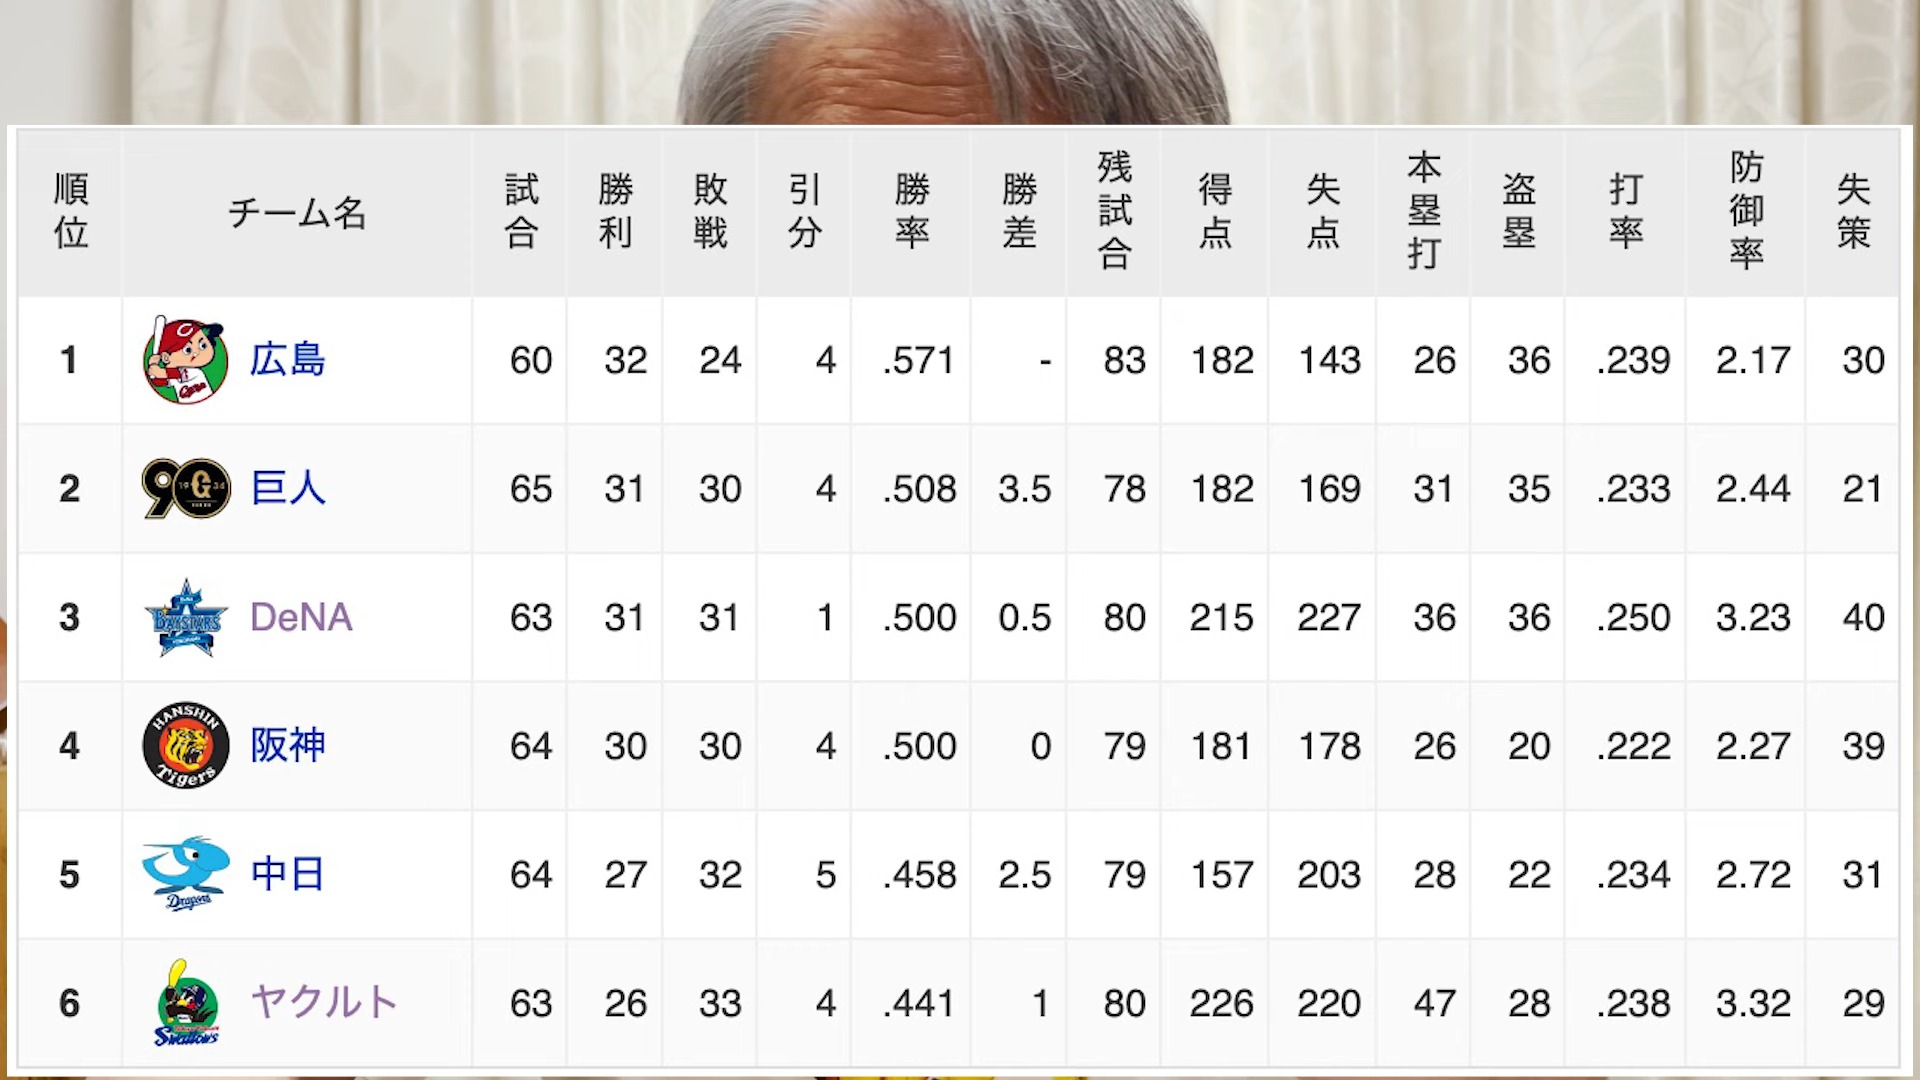 順位 チーム名 試合 勝利 敗戦 引分 勝率 勝差 残試合 得点 失点 本塁打 盗塁 打率 防御率 失策
1 広島 60 32 24 4 .571 - 83 182 143 26 36 .239 2.17 30
2 巨人 65 31 30 4 .508 3.5 78 182 169 31 35 .233 2.44 21
3 DeNA 63 31 31 1 .500 0.5 80 215 227 36 36 .250 3.23 40
HANSHIN
Tigers
4 阪神 64 30 30 4 .500 0 79 181 178 26 20 .222 2.27 39
Dragons
5 中日 64 27 32 5 .458 2.5 79 157 203 28 22 .234 2.72 31
Swallows
6 ヤクルト 63 26 33 4 .441 1 80 226 220 47 28 .238 3.32 29